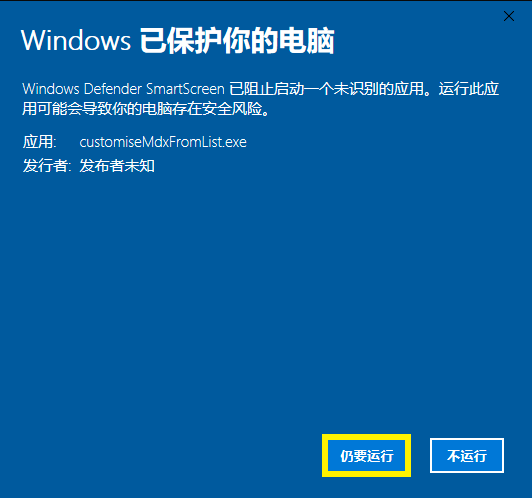 Windows 已保护你的电脑
Windows Defender SmartScreen 已阻止启动一个未识别的应用。运行此应
用可能会导致你的电脑存在安全风险。
应用: customiseMdxFromList.exe
发行者: 发布者未知
仍要运行 不运行